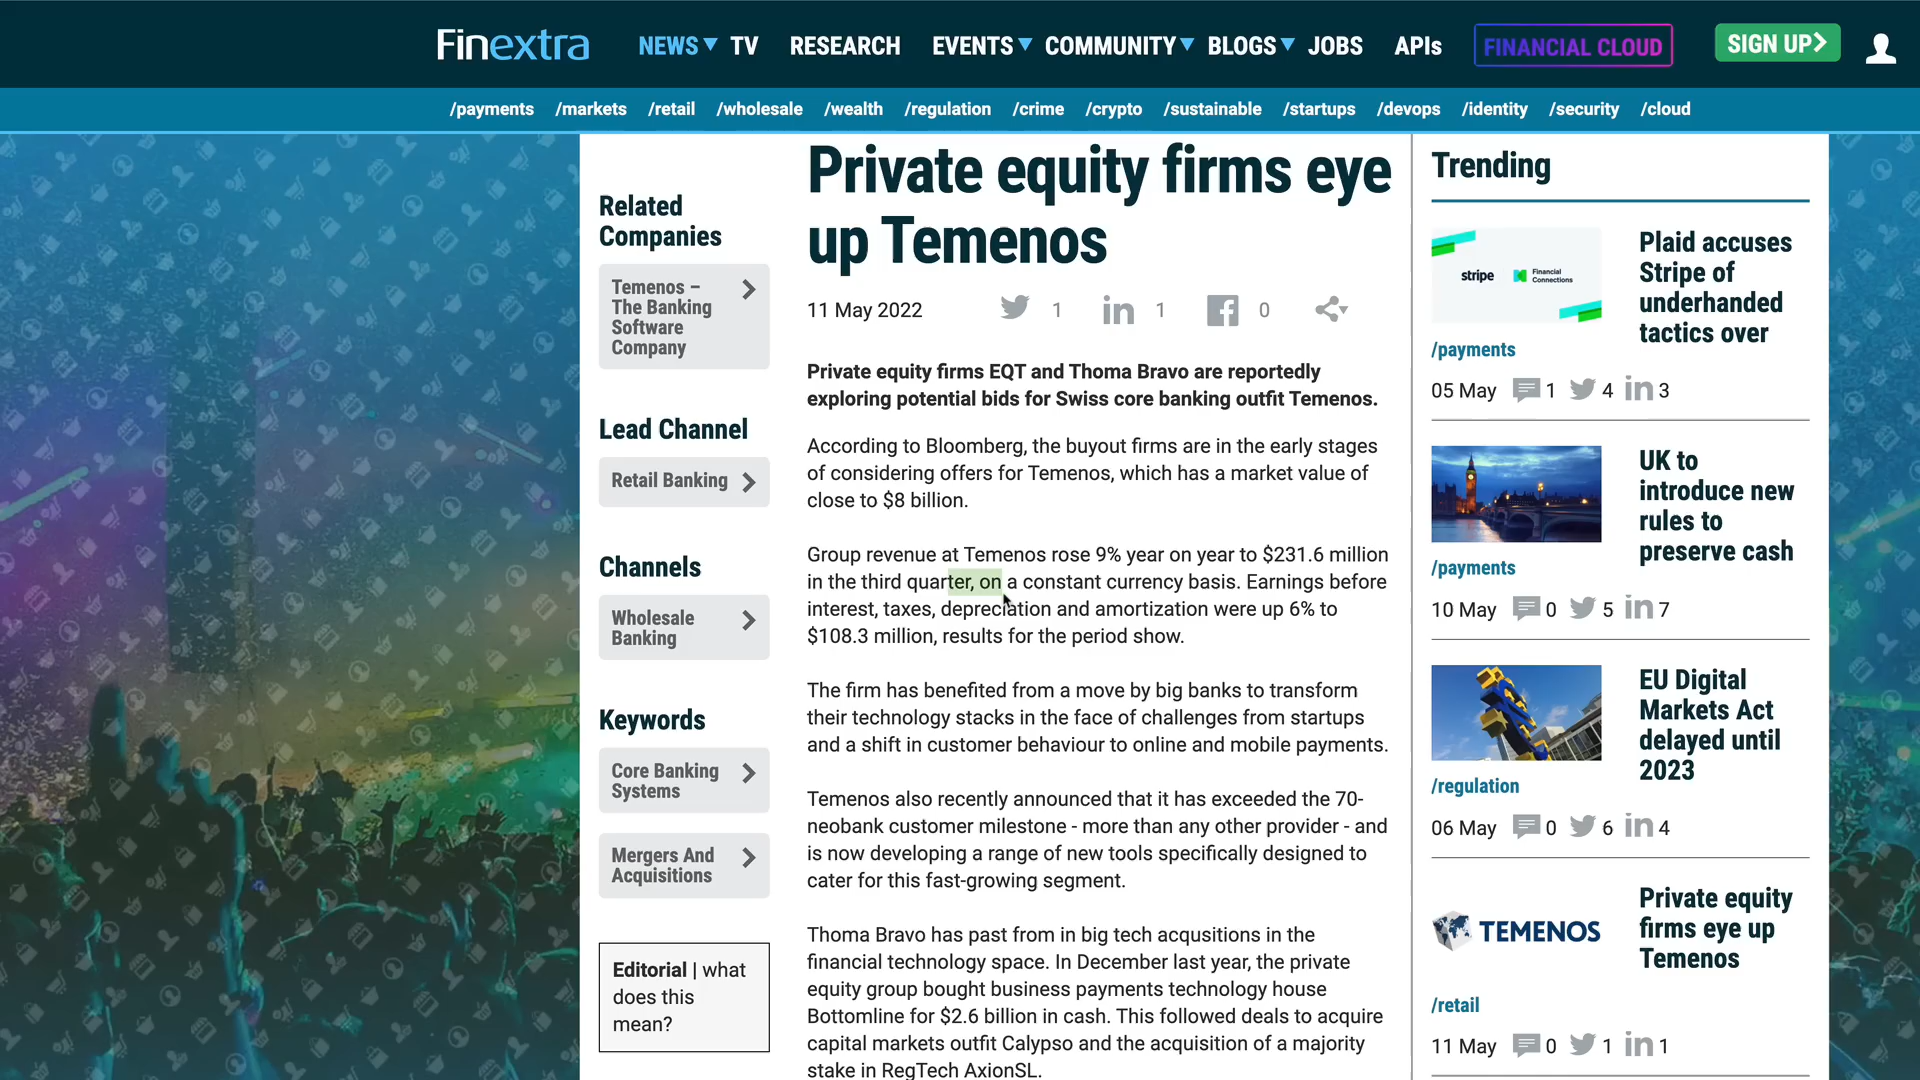 Finextra
NEWS TV RESEARCH EVENTS COMMUNITY BLOGS JOBS APIs FINANCIAL CLOUD SIGN UP
/payments /markets /retail /wholesale /wealth /regulation /crime /crypto /sustainable /startups /devops /identity /security /cloud
Related
Companies
Temenos –
The Banking
Software
Company
Lead Channel
Retail Banking
Channels
Wholesale
Banking
Keywords
Core Banking
Systems
Mergers And
Acquisitions
Editorial | what
does this
mean?
Private equity firms eye
up Temenos
11 May 2022 1 1 0
Private equity firms EQT and Thoma Bravo are reportedly
exploring potential bids for Swiss core banking outfit Temenos.
According to Bloomberg, the buyout firms are in the early stages
of considering offers for Temenos, which has a market value of
close to $8 billion.
Group revenue at Temenos rose 9% year on year to $231.6 million
in the third quarter, on a constant currency basis. Earnings before
interest, taxes, depreciation and amortization were up 6% to
$108.3 million, results for the period show.
The firm has benefited from a move by big banks to transform
their technology stacks in the face of challenges from startups
and a shift in customer behaviour to online and mobile payments.
Temenos also recently announced that it has exceeded the 70-
neobank customer milestone - more than any other provider - and
is now developing a range of new tools specifically designed to
cater for this fast-growing segment.
Thoma Bravo has past from in big tech acqusitions in the
financial technology space. In December last year, the private
equity group bought business payments technology house
Bottomline for $2.6 billion in cash. This followed deals to acquire
capital markets outfit Calypso and the acquisition of a majority
stake in RegTech AxionSL.
Trending
stripe Financial
Connections
Plaid accuses
Stripe of
underhanded
tactics over
/payments
05 May 1 4 3
UK to
introduce new
rules to
preserve cash
/payments
10 May 0 5 7
EU Digital
Markets Act
delayed until
2023
/regulation
06 May 0 6 4
TEMENOS
Private equity
firms eye up
Temenos
/retail
11 May 0 1 1